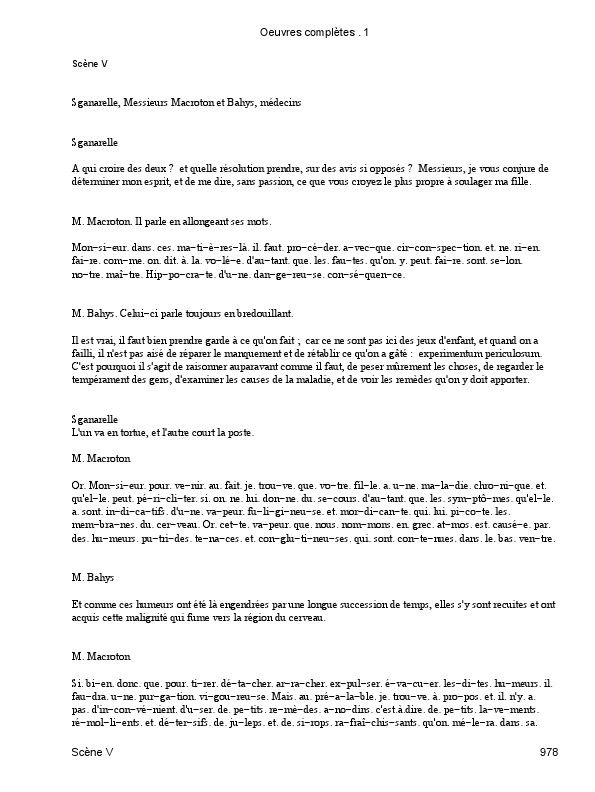 Oeuvres complètes . 1
Scène V
Sganarelle, Messieurs Macroton et Bahys, médecins
Sganarelle
A qui croire des deux ?  et quelle résolution prendre, sur des avis si opposés ?  Messieurs, je vous conjure de
déterminer mon esprit, et de me dire, sans passion, ce que vous croyez le plus propre à soulager ma fille.
M. Macroton. Il parle en allongeant ses mots.
Mon−si−eur. dans. ces. ma−ti−è−res−là. il. faut. pro−cé−der. a−vec−que. cir−con−spec−tion. et. ne. ri−en.
fai−re. com−me. on. dit. à. la. vo−lé−e. d'au−tant. que. les. fau−tes. qu'on. y. peut. fai−re. sont. se−lon.
no−tre. maî−tre. Hip−po−cra−te. d'u−ne. dan−ge−reu−se. con−sé−quen−ce.
M. Bahys. Celui−ci parle toujours en bredouillant.
Il est vrai, il faut bien prendre garde à ce qu'on fait ;  car ce ne sont pas ici des jeux d'enfant, et quand on a
failli, il n'est pas aisé de réparer le manquement et de rétablir ce qu'on a gâté :  experimentum periculosum.
C'est pourquoi il s'agit de raisonner auparavant comme il faut, de peser mûrement les choses, de regarder le
tempérament des gens, d'examiner les causes de la maladie, et de voir les remèdes qu'on y doit apporter.
Sganarelle
L'un va en tortue, et l'autre court la poste.
M. Macroton
Or. Mon−si−eur. pour. ve−nir. au. fait. je. trou−ve. que. vo−tre. fil−le. a. u−ne. ma−la−die. chro−ni−que. et.
qu'el−le. peut. pé−ri−cli−ter. si. on. ne. lui. don−ne. du. se−cours. d'au−tant. que. les. sym−ptô−mes. qu'el−le.
a. sont. in−di−ca−tifs. d'u−ne. va−peur. fu−li−gi−neu−se. et. mor−di−can−te. qui. lui. pi−co−te. les.
mem−bra−nes. du. cer−veau. Or. cet−te. va−peur. que. nous. nom−mons. en. grec. at−mos. est. causé−e. par.
des. hu−meurs. pu−tri−des. te−na−ces. et. con−glu−ti−neu−ses. qui. sont. con−te−nues. dans. le. bas. ven−tre.
M. Bahys
Et comme ces humeurs ont été là engendrées par une longue succession de temps, elles s'y sont recuites et ont
acquis cette malignité qui fume vers la région du cerveau.
M. Macroton
Si. bi−en. donc. que. pour. ti−rer. dé−ta−cher. ar−ra−cher. ex−pul−ser. é−va−cu−er. les−di−tes. hu−meurs. il.
fau−dra. u−ne. pur−ga−tion. vi−gou−reu−se. Mais. au. pré−a−la−ble. je. trou−ve. à. pro−pos. et. il. n'y. a.
pas. d'in−con−vé−nient. d'u−ser. de. pe−tits. re−mè−des. a−no−dins. c'est.à.dire. de. pe−tits. la−ve−ments.
ré−mol−li−ents. et. dé−ter−sifs. de. ju−leps. et. de. si−rops. ra−fraî−chis−sants. qu'on. mé−le−ra. dans. sa.
Scène V
978